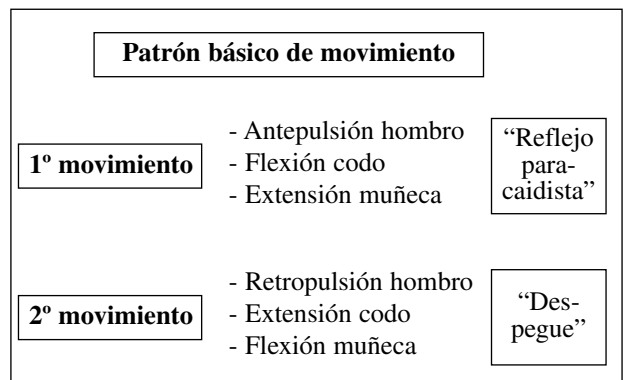 Patrón básico de movimiento
1º movimiento
- Antepulsión hombro
- Flexión codo
- Extensión muñeca
“Reflejo
para-
caidista”
2º movimiento
- Retropulsión hombro
- Extensión codo
- Flexión muñeca
“Des-
pegue”